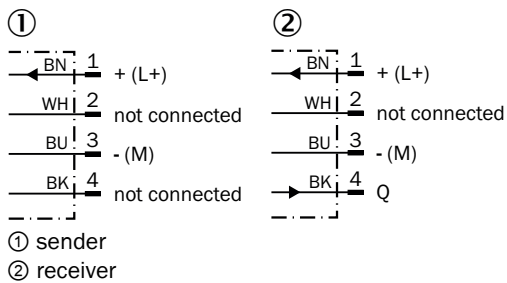 ① ②
BN 1 + (L+)
WH 2 not connected
BU 3 - (M)
BK 4 not connected
BN 1 + (L+)
WH 2 not connected
BU 3 - (M)
BK 4 Q
① sender
② receiver